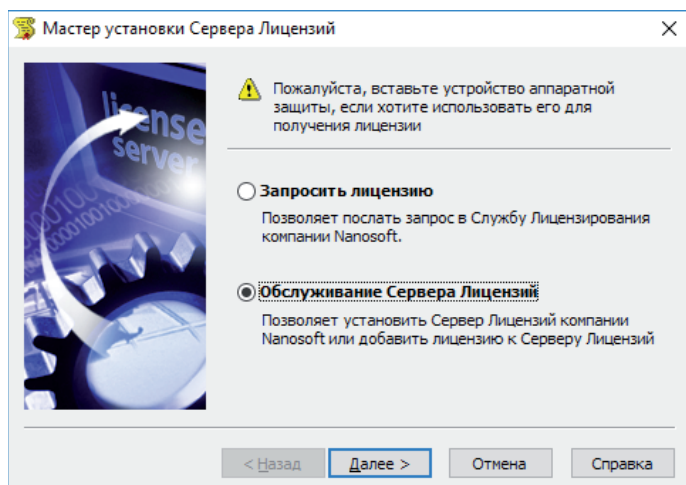 Мастер установки Сервера Лицензий
license
server
Пожалуйста, вставьте устройство аппаратной
защиты, если хотите использовать его для
получения лицензии
Запросить лицензию
Позволяет послать запрос в Службу Лицензирования
компании Nanosoft.
Обслуживание Сервера Лицензий
Позволяет установить Сервер Лицензий компании
Nanosoft или добавить лицензию к Серверу Лицензий
< Назад
Далее >
Отмена
Справка